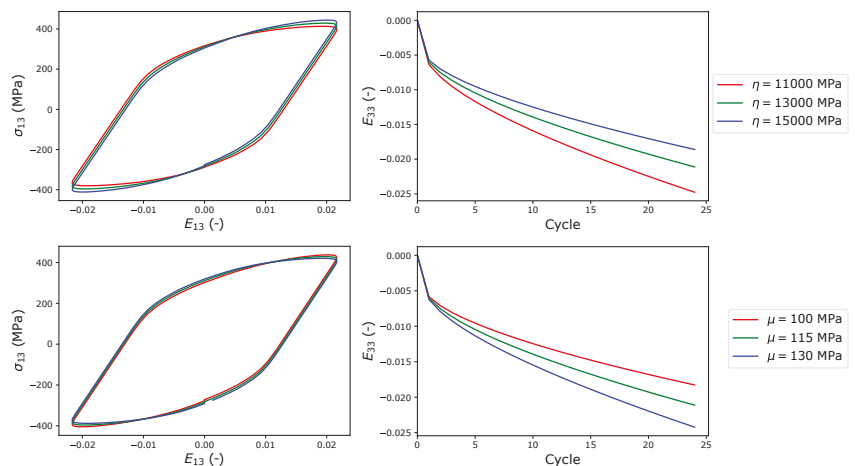 400
200
0
−200
−400
σ13 (MPa)
−0.02 −0.01 0.00 0.01 0.02
E13 (-)
0.000
−0.005
−0.010
−0.015
−0.020
−0.025
E33 (-)
0 5 10 15 20 25
Cycle
η = 11000 MPa
η = 13000 MPa
η = 15000 MPa
400
200
0
−200
−400
σ13 (MPa)
−0.02 −0.01 0.00 0.01 0.02
E13 (-)
0.000
−0.005
−0.010
−0.015
−0.020
−0.025
E33 (-)
0 5 10 15 20 25
Cycle
μ = 100 MPa
μ = 115 MPa
μ = 130 MPa